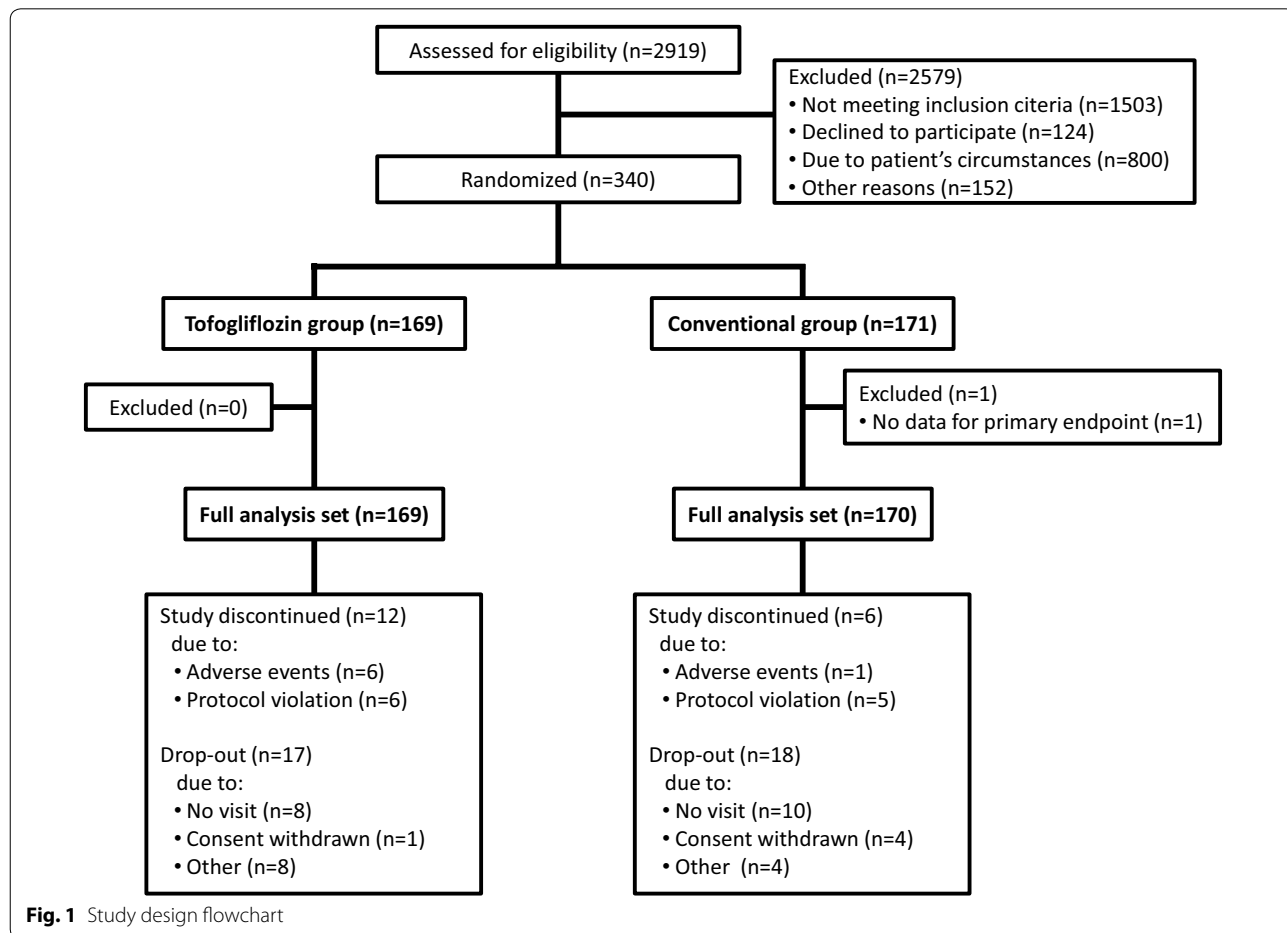 Assessed for eligibility (n=2919)
Excluded (n=2579)
• Not meeting inclusion citeria (n=1503)
• Declined to participate (n=124)
• Due to patient's circumstances (n=800)
• Other reasons (n=152)
Randomized (n=340)
Tofogliflozin group (n=169)
Conventional group (n=171)
Excluded (n=0)
Excluded (n=1)
• No data for primary endpoint (n=1)
Full analysis set (n=169)
Full analysis set (n=170)
Study discontinued (n=12)
due to:
• Adverse events (n=6)
• Protocol violation (n=6)
Drop-out (n=17)
due to:
• No visit (n=8)
• Consent withdrawn (n=1)
• Other (n=8)
Study discontinued (n=6)
due to:
• Adverse events (n=1)
• Protocol violation (n=5)
Drop-out (n=18)
due to:
• No visit (n=10)
• Consent withdrawn (n=4)
• Other (n=4)
Fig. 1 Study design flowchart